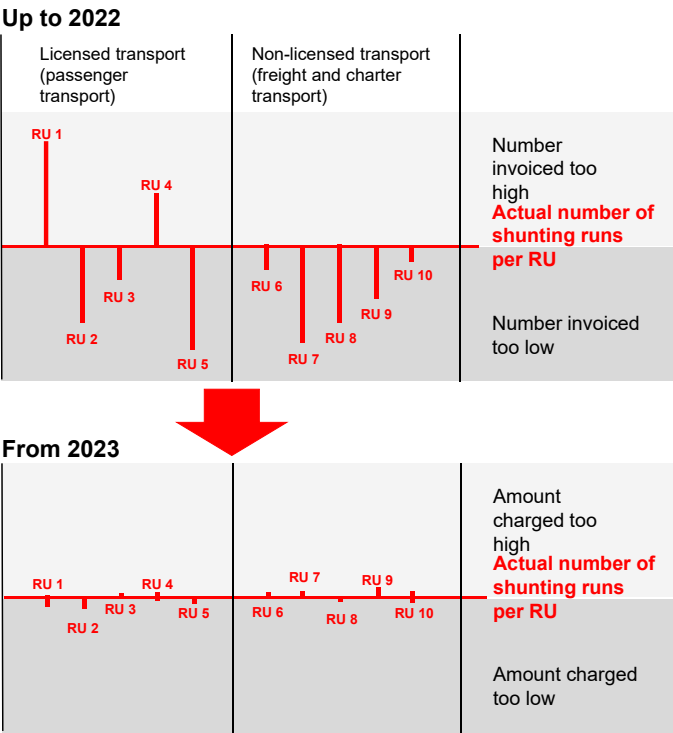 Up to 2022
Licensed transport
(passenger
transport)
Non-licensed transport
(freight and charter
transport)
RU 1
RU 4
Number
invoiced too
high
Actual number of
shunting runs
per RU
RU 6
RU 10
RU 3
RU 9
RU 2
RU 8
RU 7
RU 5
Number invoiced
too low
From 2023
Amount
charged too
high
Actual number of
shunting runs
per RU
RU 1
RU 4
RU 7
RU 9
RU 3
RU 5
RU 2
RU 6
RU 8
RU 10
Amount charged
too low